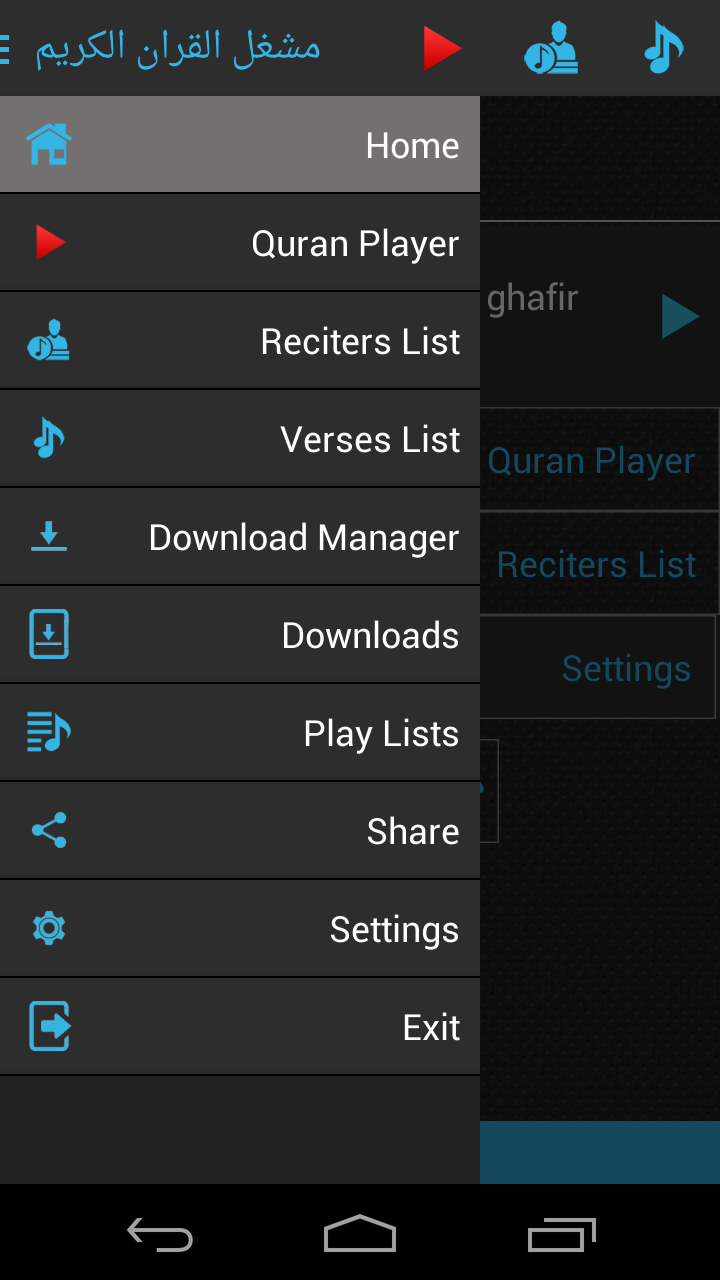 مشغل القران الكريم
Home
Quran Player
Reciters List
Verses List
Download Manager
Downloads
Play Lists
Share
Settings
Exit
ghafir
Quran Player
Reciters List
Settings